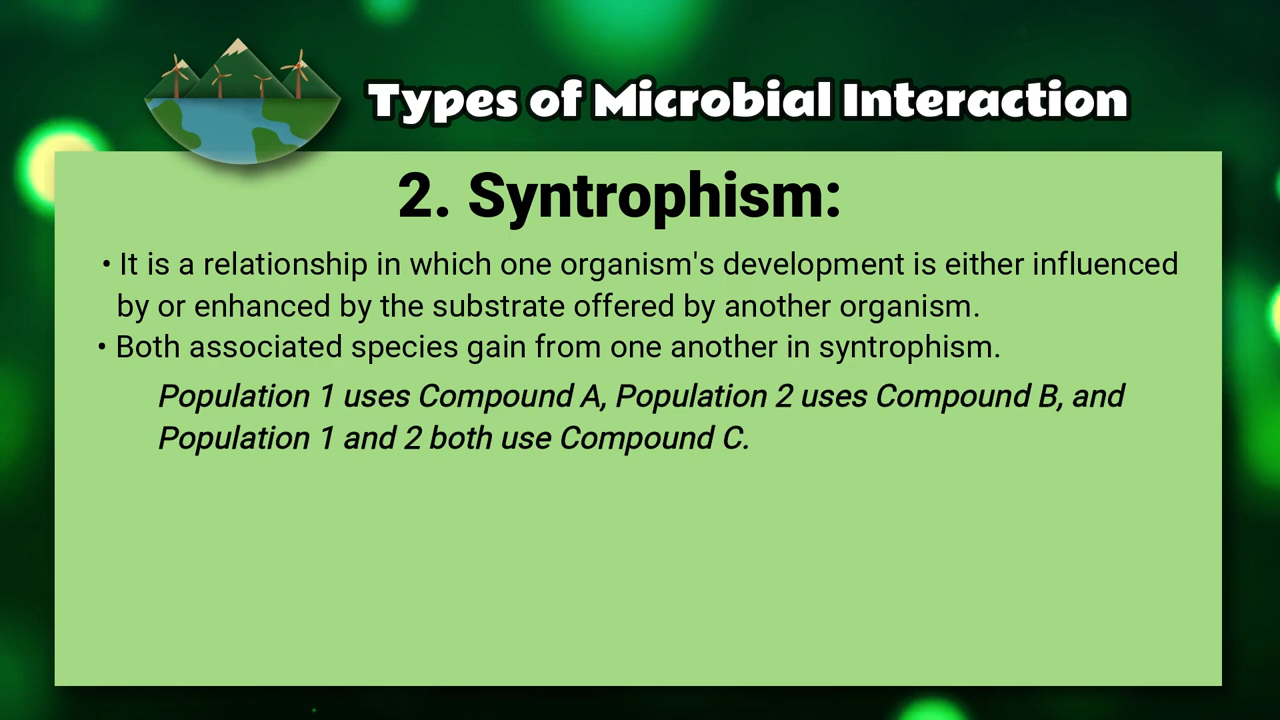 Types of Microbial Interaction
2. Syntrophism:
• It is a relationship in which one organism's development is either influenced
by or enhanced by the substrate offered by another organism.
• Both associated species gain from one another in syntrophism.
Population 1 uses Compound A, Population 2 uses Compound B, and
Population 1 and 2 both use Compound C.